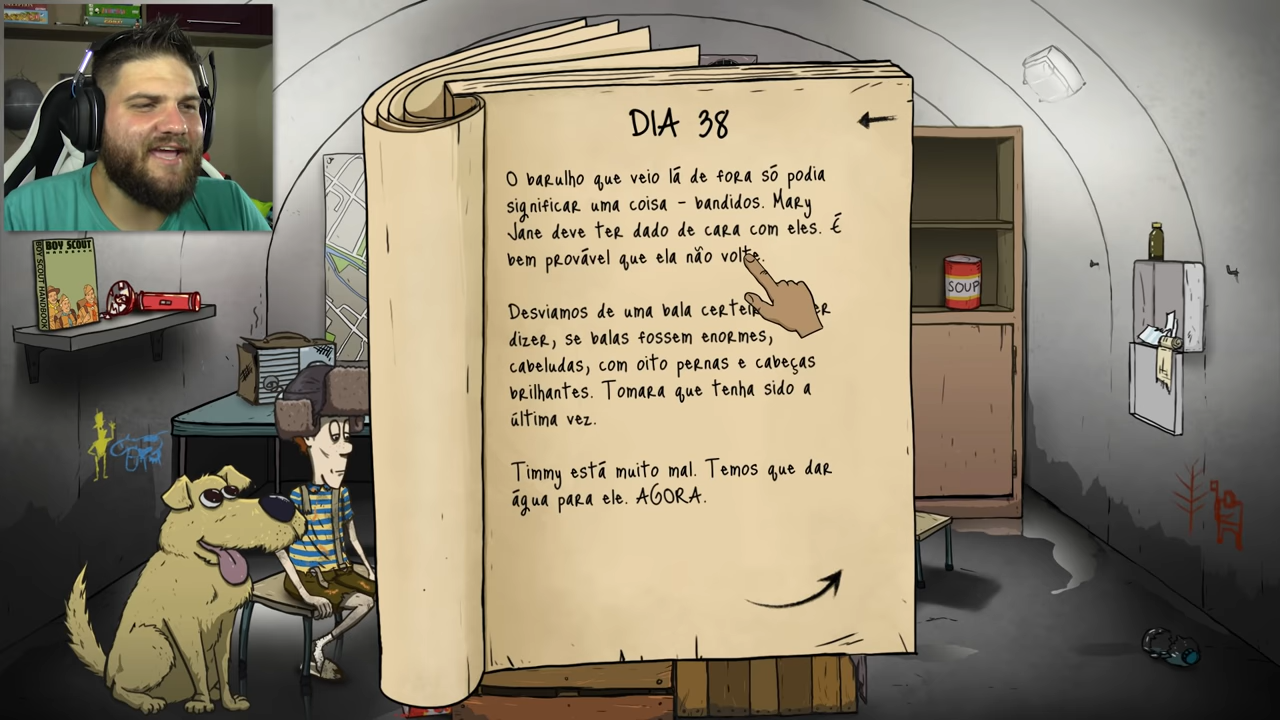 DIA 38
O barulho que veio lá de fora só podia
significar uma coisa - bandidos. Mary
Jane deve ter dado de cara com eles. É
bem provável que ela não volte.
Desviamos de uma bala
dizer, se balas fossem enormes,
cabeludas, com oito pernas e cabeças
brilhantes. Tomara que tenha sido a
última vez.
Timmy está muito mal. Temos que dar
água para ele. AGORA.
BOY SCOUT
BOY SCOUT HANDBOOK
SOUP